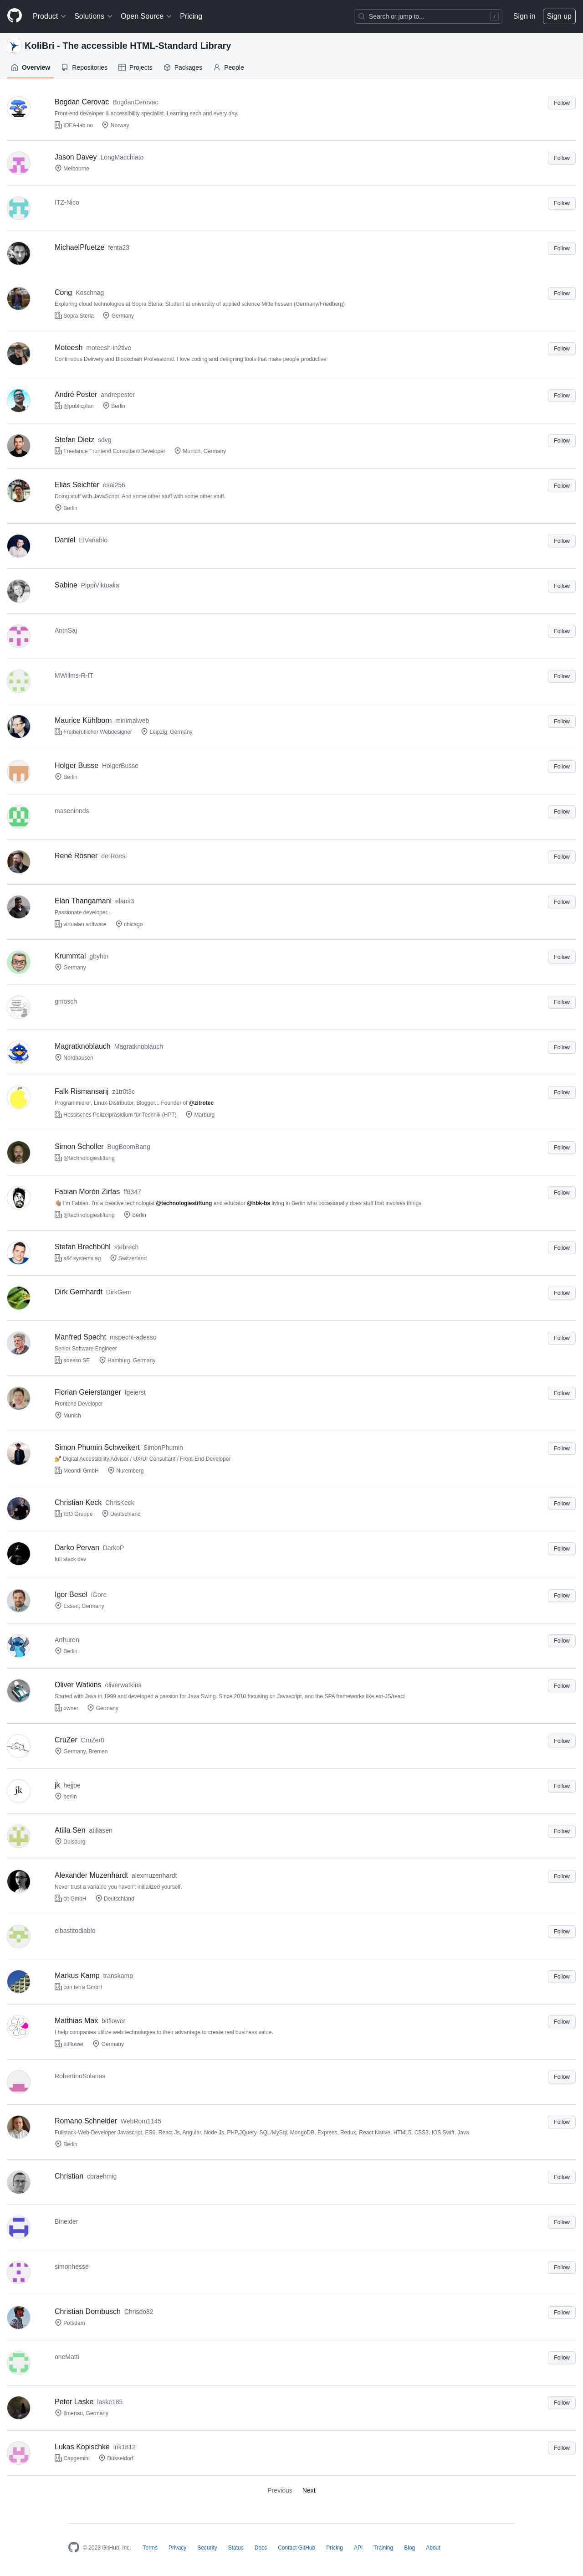 Product Solutions Open Source Pricing Search or jump to... / Sign in Sign up
KoliBri - The accessible HTML-Standard Library
Overview Repositories Projects Packages People
Bogdan Cerovac BogdanCerovac Follow
Front-end developer & accessibility specialist. Learning each and every day.
IDEA-lab.no Norway
Jason Davey LongMacchiato Follow
Melbourne
ITZ-Nico Follow
MichaelPfuetze fenta23 Follow
Cong Koschnag Follow
Exploring cloud technologies at Sopra Steria. Student at university of applied science Mittelhessen (Germany/Friedberg)
Sopra Steria Germany
Moteesh moteesh-in2tive Follow
Continuous Delivery and Blockchain Professional. I love coding and designing tools that make people productive
André Pester andrepester Follow
@publicplan Berlin
Stefan Dietz sdvg Follow
Freelance Frontend Consultant/Developer Munich, Germany
Elias Seichter esai256 Follow
Doing stuff with JavaScript. And some other stuff with some other stuff.
Berlin
Daniel ElVariablo Follow
Sabine PippiViktualia Follow
AntriSaj Follow
MWillms-R-IT Follow
Maurice Kühlborn minimalweb Follow
Freiberuflicher Webdesigner Leipzig, Germany
Holger Busse HolgerBusse Follow
Berlin
maseninnds Follow
René Rösner derRoesi Follow
Elan Thangamani elans3 Follow
Passionate developer...
virtualan software chicago
Krummtal gbyhtn Follow
Germany
gmosch Follow
Magratknoblauch Magratknoblauch Follow
Nordhausen
Falk Rismansanj z1tr0t3c Follow
Programmierer, Linux-Distributor, Blogger... Founder of @zitrotec
Hessisches Polizeipräsidium für Technik (HPT) Marburg
Simon Scholler BugBoomBang Follow
@technologiestiftung
Fabian Morón Zirfas ff6347 Follow
I'm Fabian. I'm a creative technologist @technologiestiftung and educator @hbk-bs living in Berlin who occasionally does stuff that involves things.
@technologiestiftung Berlin
Stefan Brechbühl stebrech Follow
a&f systems ag Switzerland
Dirk Gernhardt DirkGern Follow
Manfred Specht mspecht-adesso Follow
Senior Software Engineer
adesso SE Hamburg, Germany
Florian Geierstanger fgeierst Follow
Frontend Developer
Munich
Simon Phumin Schweikert SimonPhumin Follow
Digital Accessibility Advisor / UX/UI Consultant / Front-End Developer
Meondi GmbH Nuremberg
Christian Keck ChrisKeck Follow
ISO Gruppe Deutschland
Darko Pervan DarkoP Follow
full stack dev
Igor Besel iGore Follow
Essen, Germany
Arthuron Follow
Berlin
Oliver Watkins oliverwatkins Follow
Started with Java in 1999 and developed a passion for Java Swing. Since 2010 focusing on Javascript, and the SPA frameworks like ext-JS/react
owner Germany
CruZer CruZer0 Follow
Germany, Bremen
jk hejjoe Follow
berlin
Atilla Sen atillasen Follow
Duisburg
Alexander Muzenhardt alexmuzenhardt Follow
Never trust a variable you haven't initialized yourself.
cit GmbH Deutschland
elbastitodiablo Follow
Markus Kamp transkamp Follow
con terra GmbH
Matthias Max bitflower Follow
I help companies utilize web technologies to their advantage to create real business value.
bitflower Germany
RobertinoSolanas Follow
Romano Schneider WebRom1145 Follow
Fullstack-Web-Developer Javascript, ES6, React Js, Angular, Node Js, PHP,JQuery, SQL/MySql, MongoDB, Express, Redux, React Native, HTML5, CSS3, IOS Swift, Java
Berlin
Christian cbraehmig Follow
Bineider Follow
simonhesse Follow
Christian Dornbusch Chrisdo82 Follow
Potsdam
oneMatti Follow
Peter Laske laske185 Follow
Ilmenau, Germany
Lukas Kopischke lnk1812 Follow
Capgemini Düsseldorf
Previous Next
© 2023 GitHub, Inc. Terms Privacy Security Status Docs Contact GitHub Pricing API Training Blog About